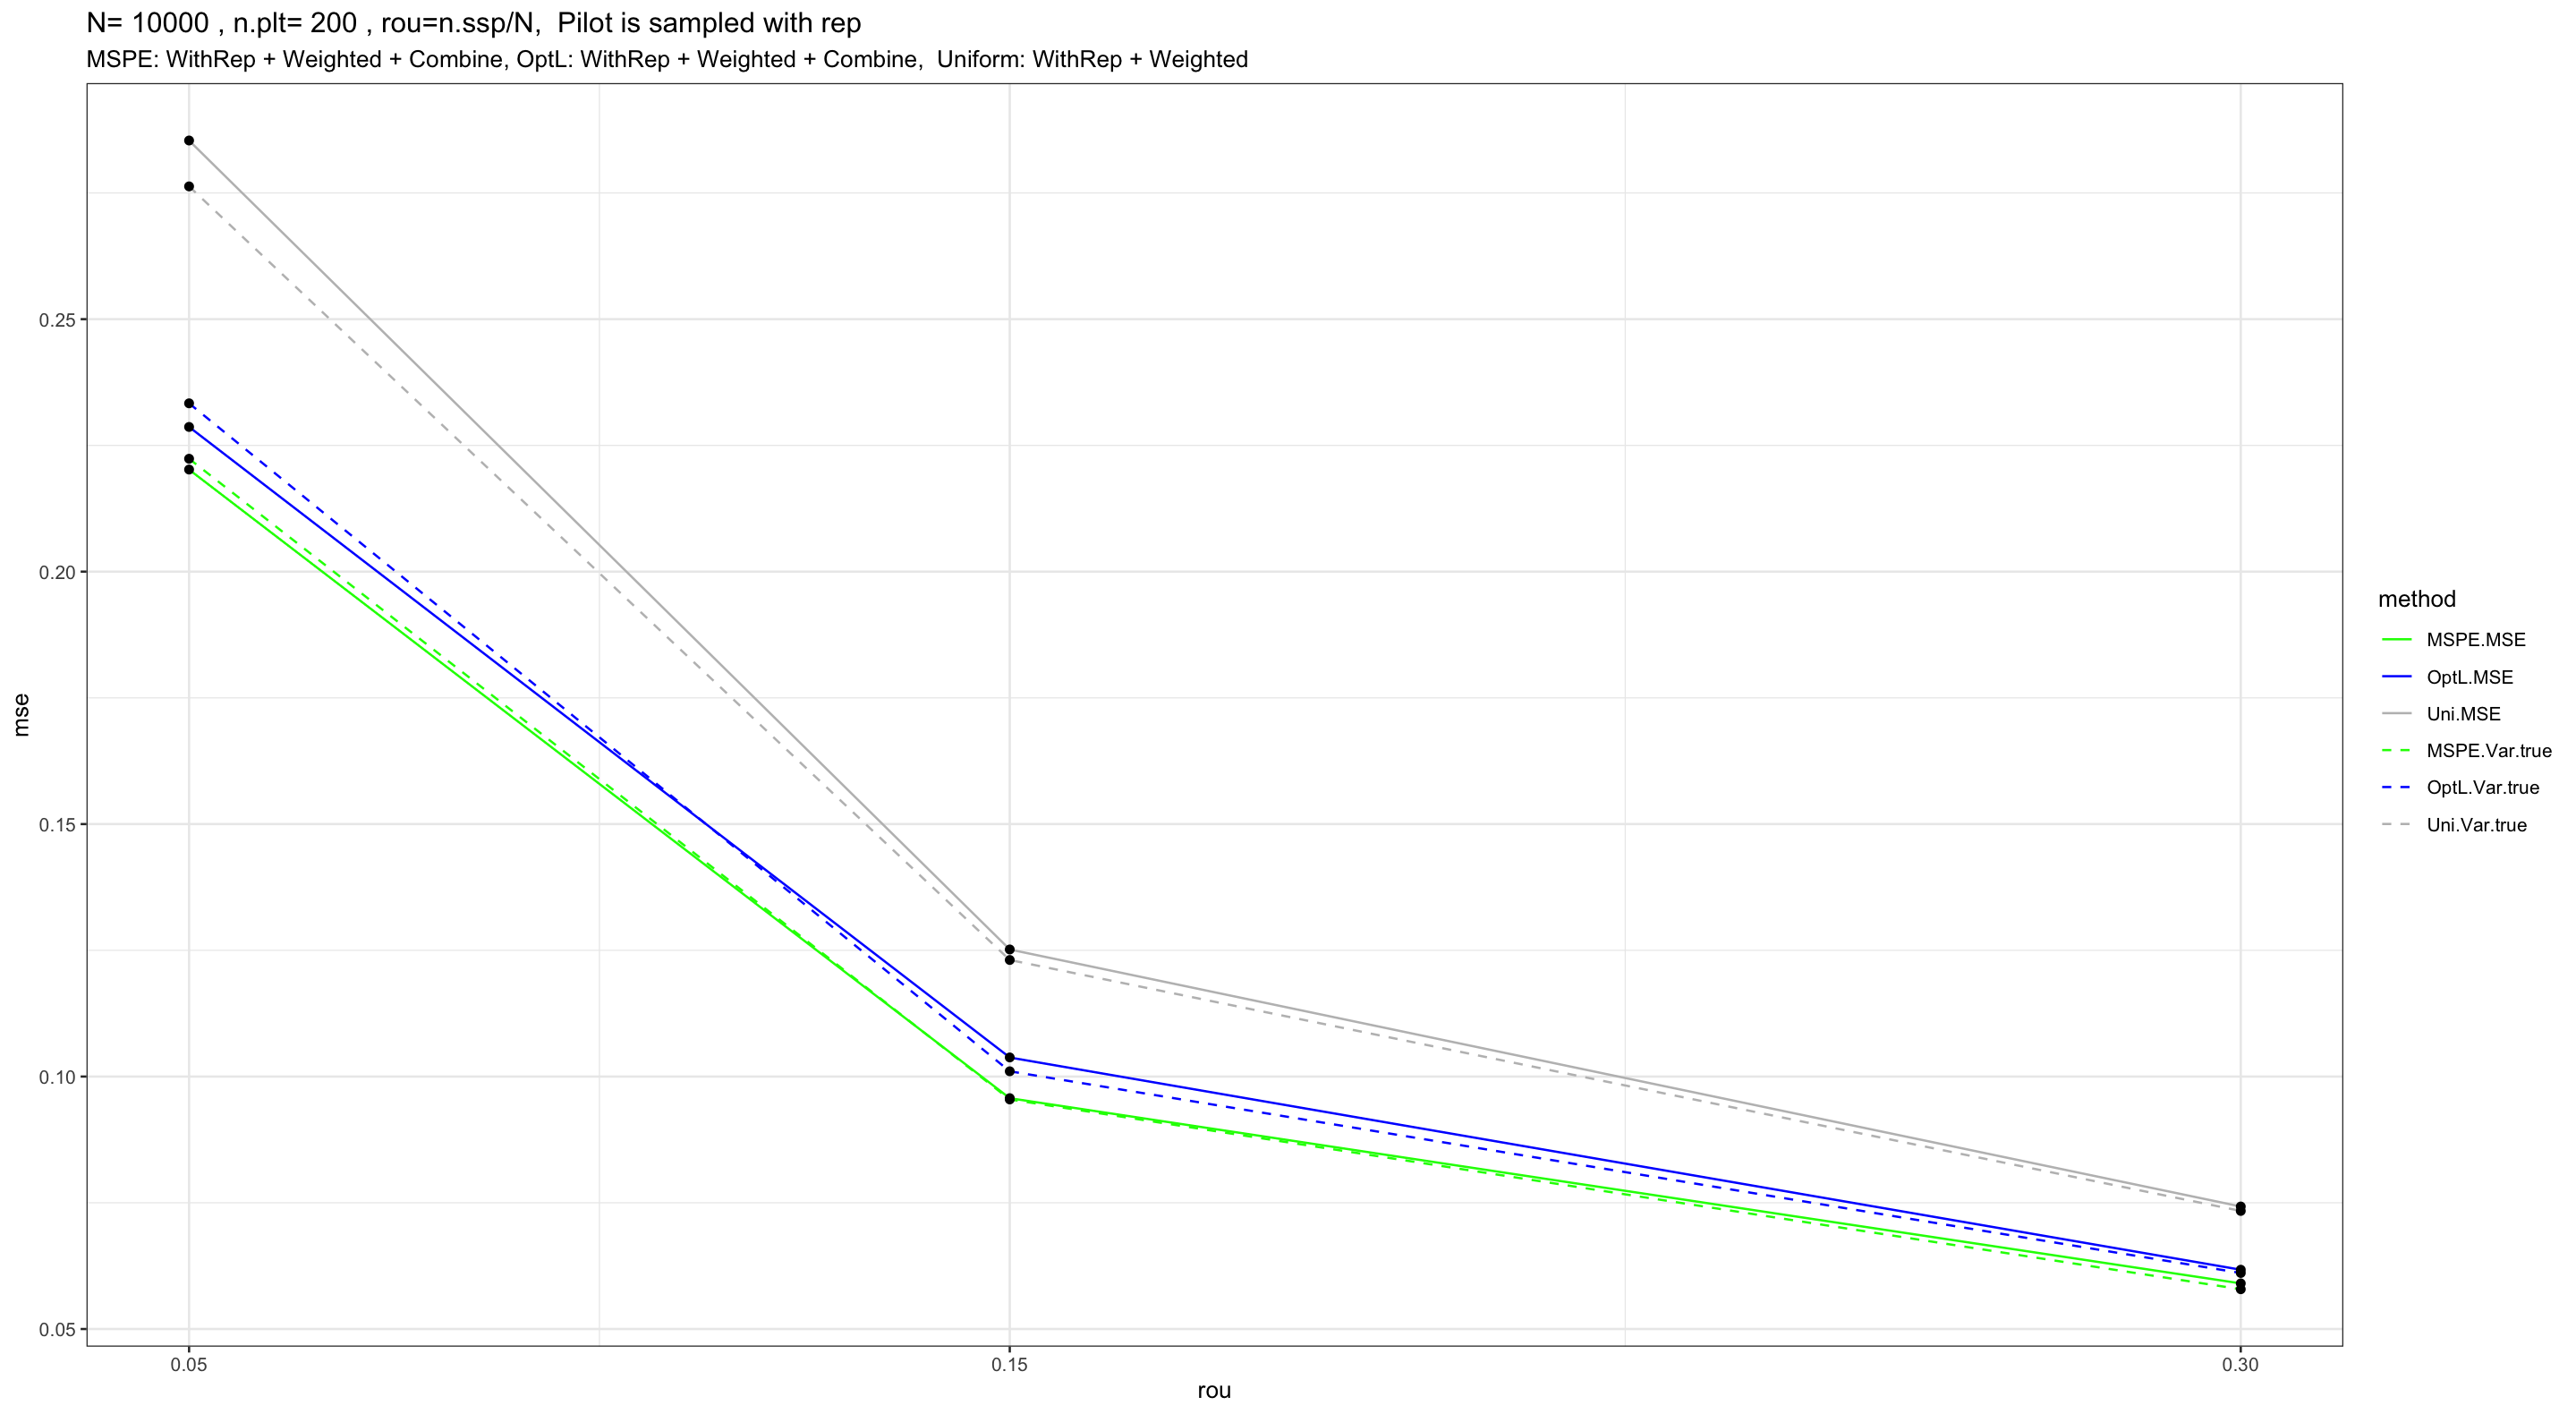 N= 10000 , n.plt= 200 , rou=n.ssp/N,  Pilot is sampled with rep
MSPE: WithRep + Weighted + Combine, OptL: WithRep + Weighted + Combine,  Uniform: WithRep + Weighted
mse
0.25
0.20
0.15
0.10
0.05
0.05
0.15
0.30
rou
method
MSPE.MSE
OptL.MSE
Uni.MSE
MSPE.Var.true
OptL.Var.true
Uni.Var.true